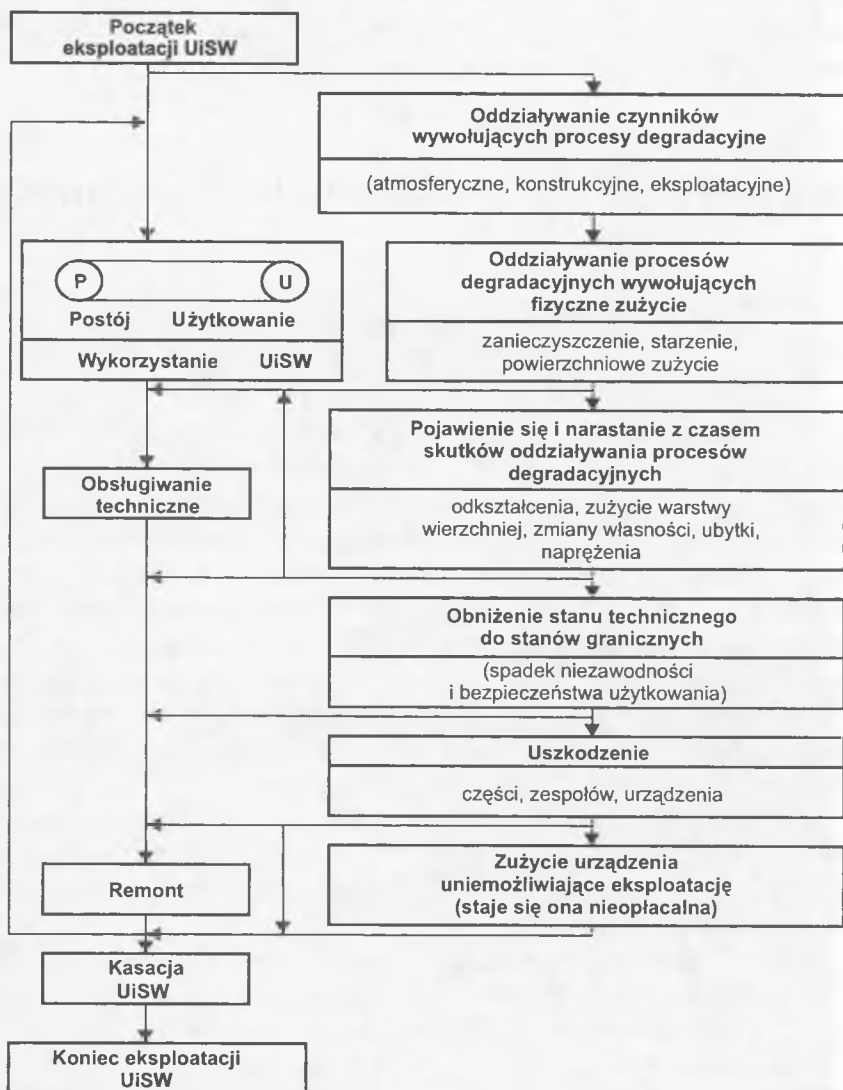 Początek
eksploatacji UiSW
Oddziaływanie czynników
wywołujących procesy degradacyjne
(atmosferyczne, konstrukcyjne, eksploatacyjne)
P
U
Postój Użytkowanie
Wykorzystanie UiSW
Oddziaływanie procesów
degradacyjnych wywołujących
fizyczne zużycie
zanieczyszczenie, starzenie,
powierzchniowe zużycie
Pojawienie się i narastanie z czasem
skutków oddziaływania procesów
degradacyjnych
odkształcenia, zużycie warstwy
wierzchniej, zmiany własności, ubytki,
naprężenia
Obsługiwanie
techniczne
Obniżenie stanu technicznego
do stanów granicznych
(spadek niezawodności
i bezpieczeństwa użytkowania)
Uszkodzenie
części, zespołów, urządzenia
Zużycie urządzenia
uniemożliwiające eksploatację
(staje się ona nieopłacalna)
Remont
Kasacja
UiSW
Koniec eksploatacji
UiSW